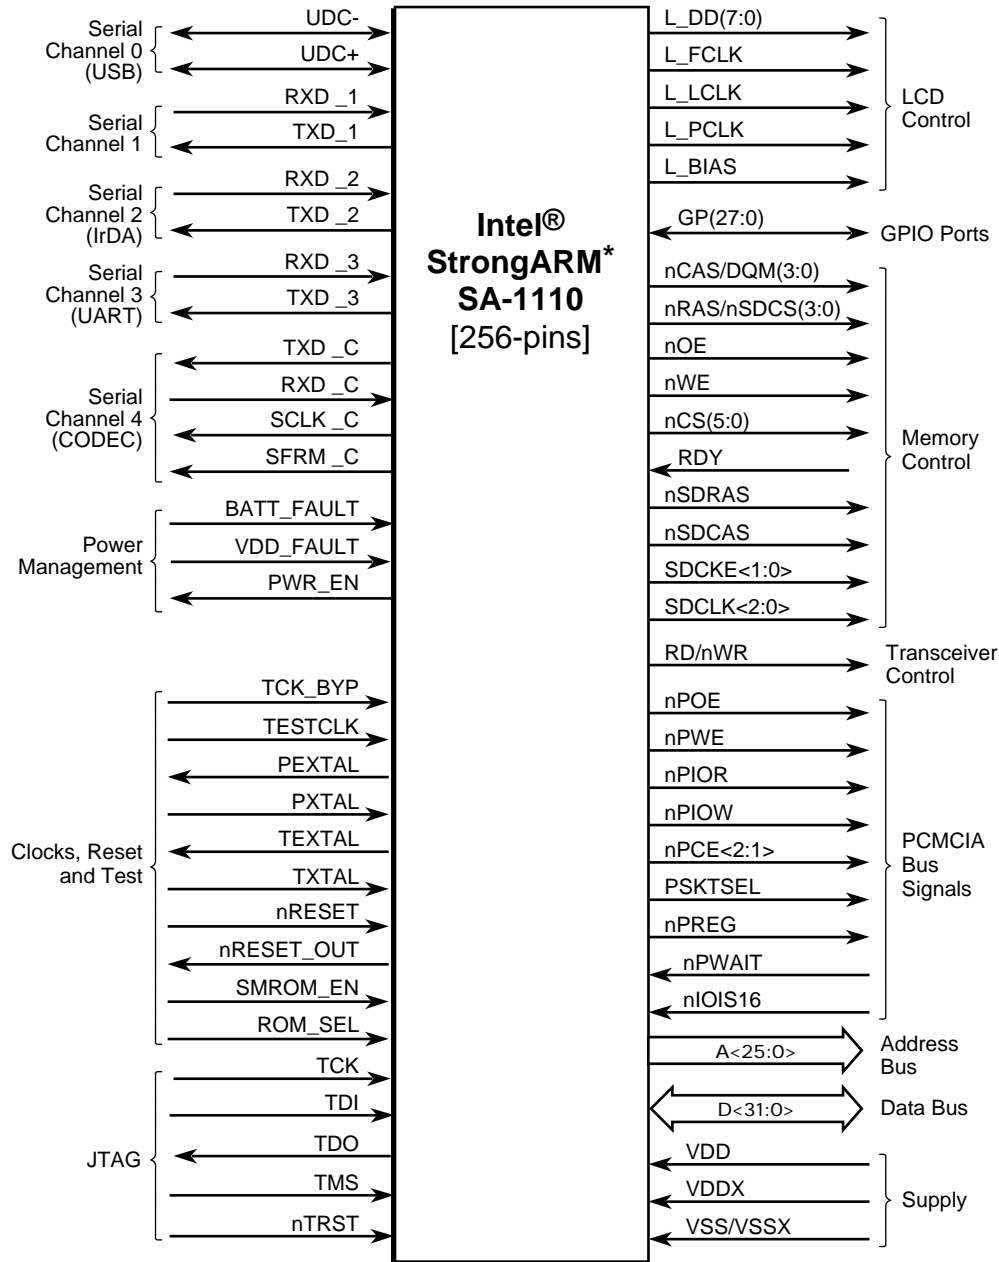 Serial
Channel 0
(USB)
UDC-
UDC+
Serial
Channel 1
RXD _1
TXD_1
Serial
Channel 2
(IrDA)
RXD _2
TXD _2
Serial
Channel 3
(UART)
RXD _3
TXD _3
Serial
Channel 4
(CODEC)
TXD _C
RXD _C
SCLK _C
SFRM _C
Power
Management
BATT_FAULT
VDD_FAULT
PWR_EN
Clocks, Reset
and Test
TCK_BYP
TESTCLK
PEXTAL
PXTAL
TEXTAL
TXTAL
nRESET
nRESET_OUT
SMROM_EN
ROM_SEL
JTAG
TCK
TDI
TDO
TMS
nTRST
Intel®
StrongARM*
SA-1110
[256-pins]
L_DD(7:0)
L_FCLK
L_LCLK
L_PCLK
L_BIAS
LCD
Control
GP(27:0)
GPIO Ports
nCAS/DQM(3:0)
nRAS/nSDCS(3:0)
nOE
nWE
nCS(5:0)
RDY
nSDRAS
nSDCAS
SDCKE<1:0>
SDCLK<2:0>
Memory
Control
RD/nWR
Transceiver
Control
nPOE
nPWE
nPIOR
nPIOW
nPCE<2:1>
PSKTSEL
nPREG
nPWAIT
nIOIS16
PCMCIA
Bus
Signals
A<25:0>
Address
Bus
D<31:0>
Data Bus
VDD
VDDX
VSS/VSSX
Supply